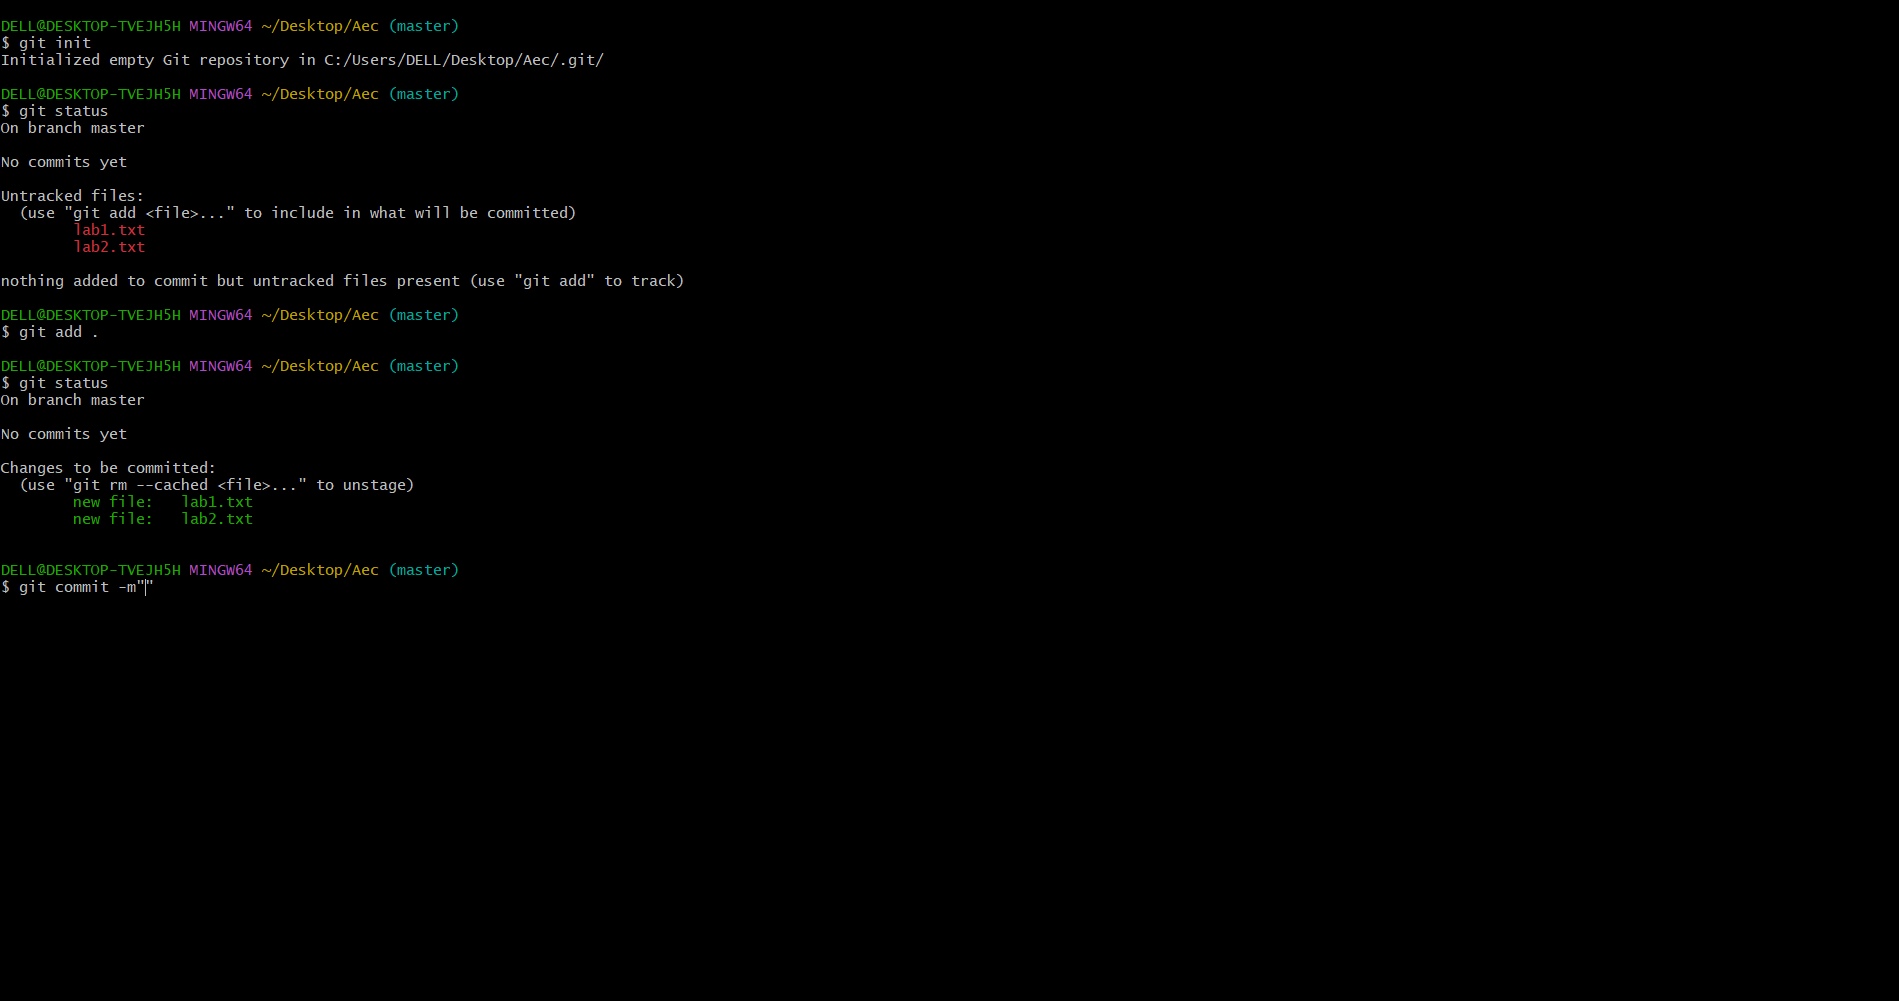 DELL@DESKTOP-TVEJH5H MINGW64 ~/Desktop/Aec (master)
$ git init
Initialized empty Git repository in C:/Users/DELL/Desktop/Aec/.git/
DELL@DESKTOP-TVEJH5H MINGW64 ~/Desktop/Aec (master)
$ git status
On branch master
No commits yet
Untracked files:
  (use "git add <file>..." to include in what will be committed)
        lab1.txt
        lab2.txt
nothing added to commit but untracked files present (use "git add" to track)
DELL@DESKTOP-TVEJH5H MINGW64 ~/Desktop/Aec (master)
$ git add .
DELL@DESKTOP-TVEJH5H MINGW64 ~/Desktop/Aec (master)
$ git status
On branch master
No commits yet
Changes to be committed:
  (use "git rm --cached <file>..." to unstage)
        new file:   lab1.txt
        new file:   lab2.txt
DELL@DESKTOP-TVEJH5H MINGW64 ~/Desktop/Aec (master)
$ git commit -m""